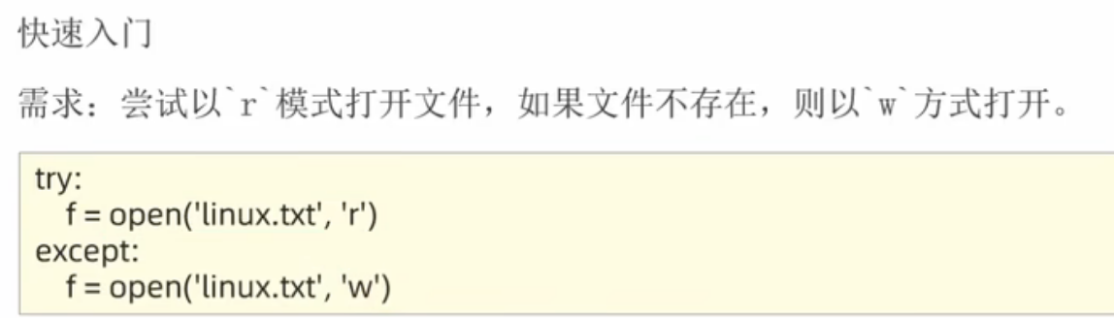 快速入门
需求：尝试以`r`模式打开文件，如果文件不存在，则以`w`方式打开。
try:
    f = open('linux.txt', 'r')
except:
    f = open('linux.txt', 'w')